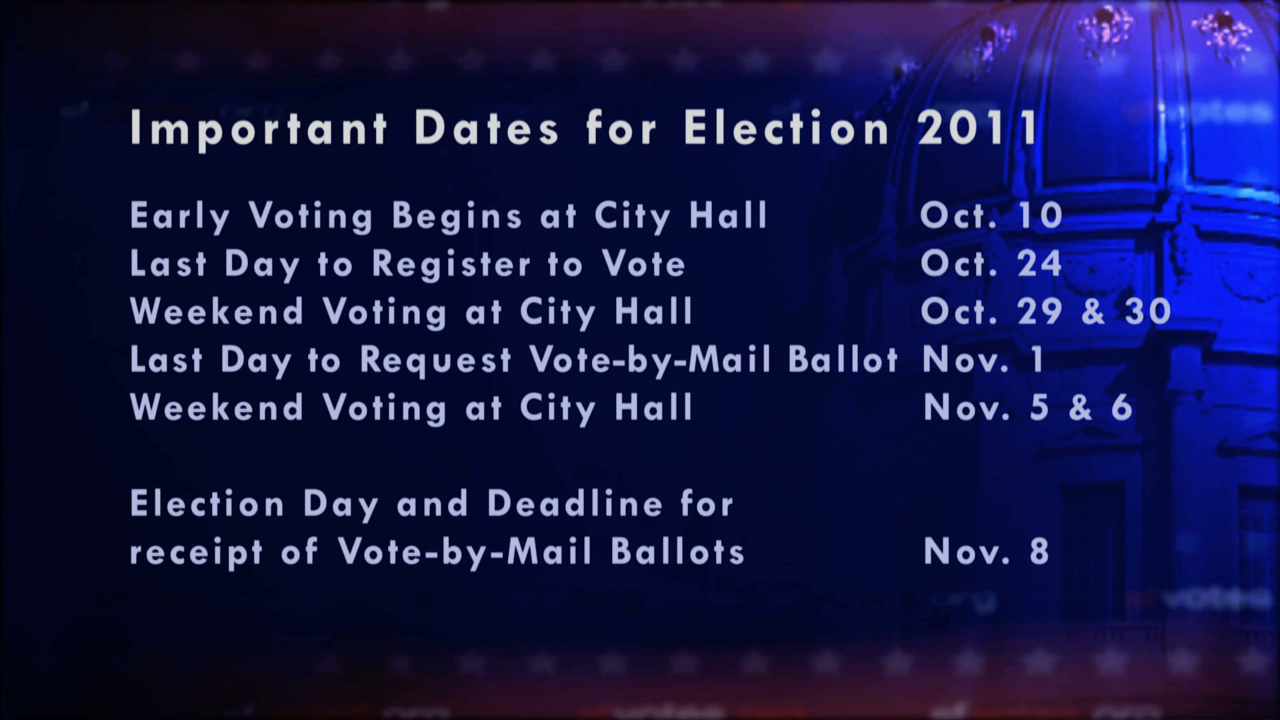 Important Dates for Election 2011
Early Voting Begins at City Hall Oct. 10
Last Day to Register to Vote Oct. 24
Weekend Voting at City Hall Oct. 29 & 30
Last Day to Request Vote-by-Mail Ballot Nov. 1
Weekend Voting at City Hall Nov. 5 & 6
Election Day and Deadline for
receipt of Vote-by-Mail Ballots Nov. 8